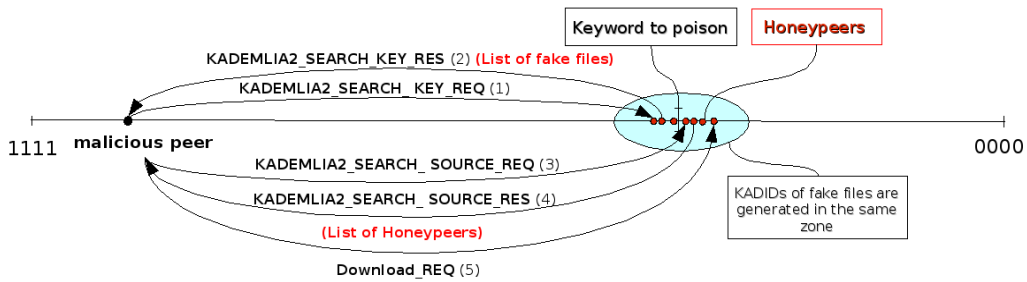 Keyword to poison
Honeypeers
KADEMLIA2_SEARCH_KEY_RES (2) (List of fake files)
KADEMLIA2_SEARCH_ KEY_REQ (1)
1111
malicious peer
0000
KADEMLIA2_SEARCH_ SOURCE_REQ (3)
KADEMLIA2_SEARCH_ SOURCE_RES (4)
(List of Honeypeers)
Download_REQ (5)
KADIDs of fake files are
generated in the same
zone